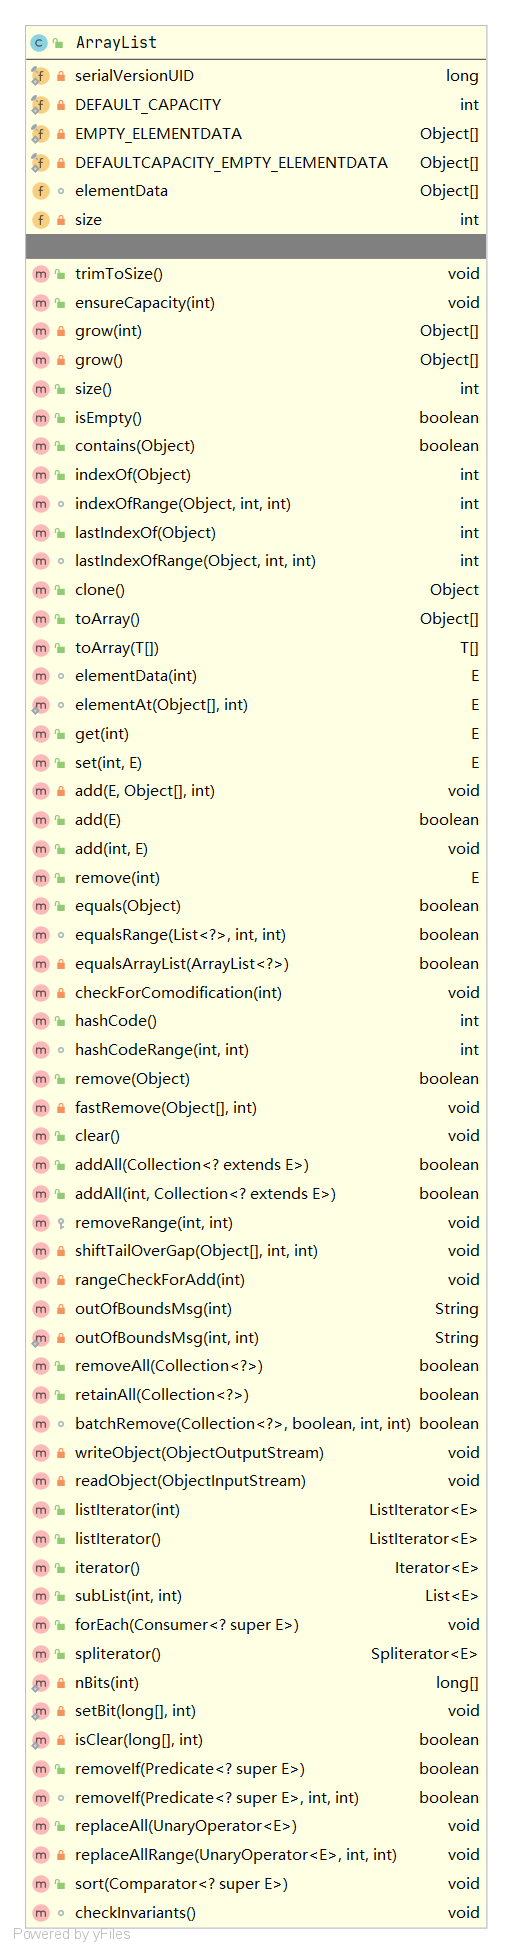 ArrayList
serialVersionUID long
DEFAULT_CAPACITY int
EMPTY_ELEMENTDATA Object[]
DEFAULTCAPACITY_EMPTY_ELEMENTDATA Object[]
elementData Object[]
size int
trimToSize() void
ensureCapacity(int) void
grow(int) Object[]
grow() Object[]
size() int
isEmpty() boolean
contains(Object) boolean
indexOf(Object) int
indexOfRange(Object, int, int) int
lastIndexOf(Object) int
lastIndexOfRange(Object, int, int) int
clone() Object
toArray() Object[]
toArray(T[]) T[]
elementData(int) E
elementAt(Object[], int) E
get(int) E
set(int, E) E
add(E, Object[], int) void
add(E) boolean
add(int, E) void
remove(int) E
equals(Object) boolean
equalsRange(List<?>, int, int) boolean
equalsArrayList(ArrayList<?>) boolean
checkForComodification(int) void
hashCode() int
hashCodeRange(int, int) int
remove(Object) boolean
fastRemove(Object[], int) void
clear() void
addAll(Collection<? extends E>) boolean
addAll(int, Collection<? extends E>) boolean
removeRange(int, int) void
shiftTailOverGap(Object[], int, int) void
rangeCheckForAdd(int) void
outOfBoundsMsg(int) String
outOfBoundsMsg(int, int) String
removeAll(Collection<?>) boolean
retainAll(Collection<?>) boolean
batchRemove(Collection<?>, boolean, int, int) boolean
writeObject(ObjectOutputStream) void
readObject(ObjectInputStream) void
listIterator(int) ListIterator<E>
listIterator() ListIterator<E>
iterator() Iterator<E>
subList(int, int) List<E>
forEach(Consumer<? super E>) void
spliterator() Spliterator<E>
nBits(int) long[]
setBit(long[], int) void
isClear(long[], int) boolean
removeIf(Predicate<? super E>) boolean
removeIf(Predicate<? super E>, int, int) boolean
replaceAll(UnaryOperator<E>) void
replaceAllRange(UnaryOperator<E>, int, int) void
sort(Comparator<? super E>) void
checkInvariants() void
Powered by yFiles